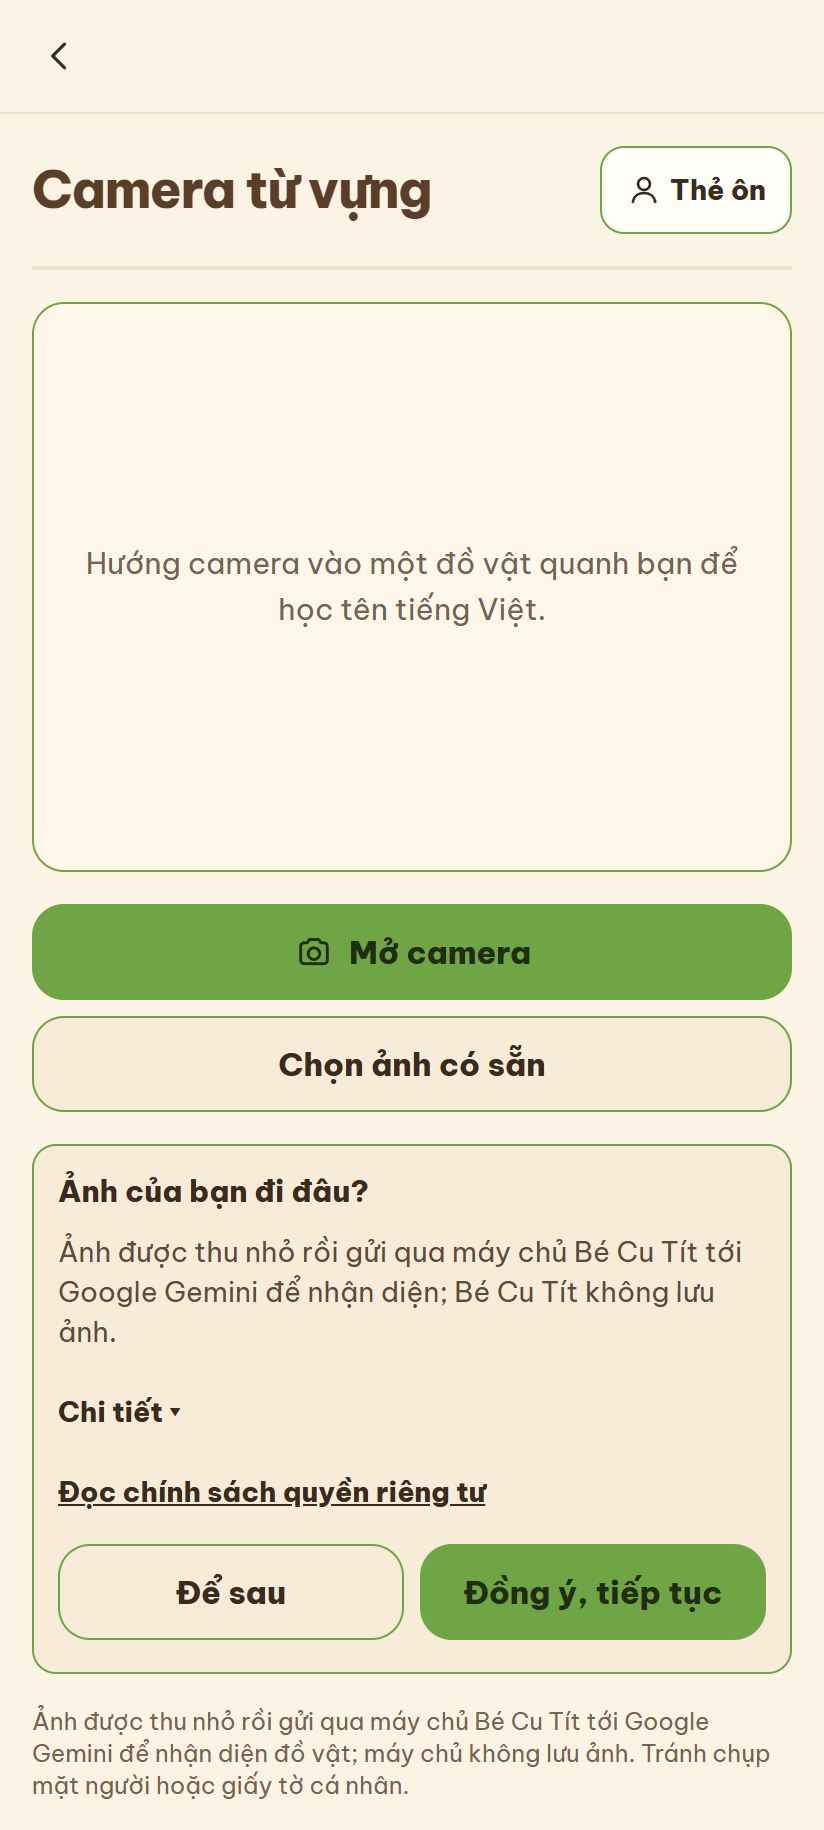 Camera từ vựng
Thẻ ôn
Hướng camera vào một đồ vật quanh bạn để
học tên tiếng Việt.
Mở camera
Chọn ảnh có sẵn
Ảnh của bạn đi đâu?
Ảnh được thu nhỏ rồi gửi qua máy chủ Bé Cu Tít tới
Google Gemini để nhận diện; Bé Cu Tít không lưu
ảnh.
Chi tiết ▾
Đọc chính sách quyền riêng tư
Để sau
Đồng ý, tiếp tục
Ảnh được thu nhỏ rồi gửi qua máy chủ Bé Cu Tít tới Google
Gemini để nhận diện đồ vật; máy chủ không lưu ảnh. Tránh chụp
mặt người hoặc giấy tờ cá nhân.